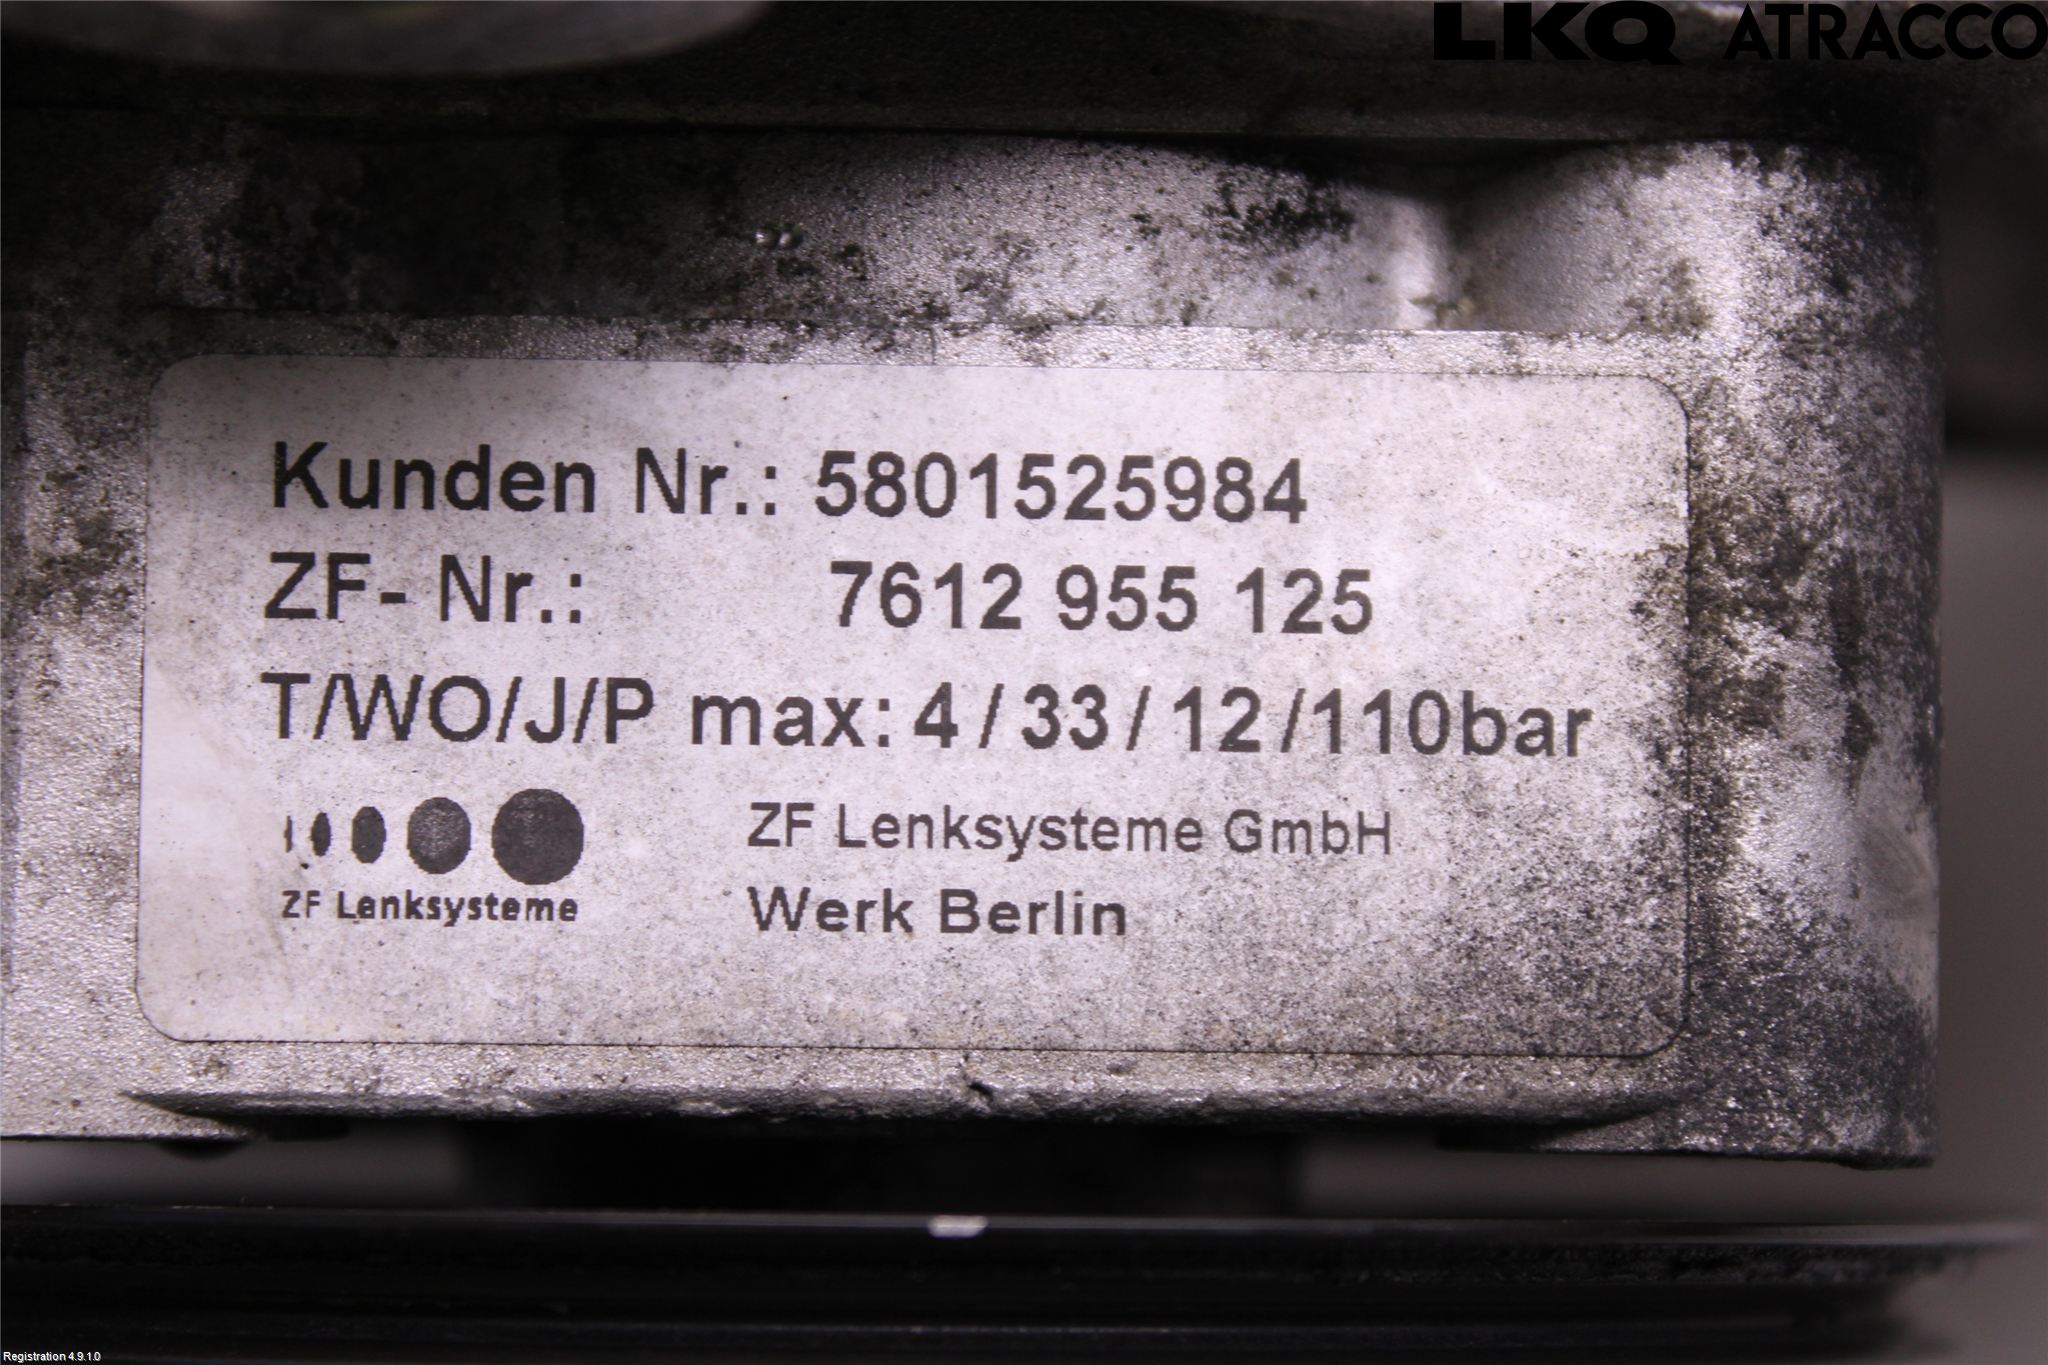 LKQ ATRACCO
Kunden Nr.: 5801525984
ZF- Nr.: 7612 955 125
T/WO/J/P max: 4 / 33 / 12 /110bar
ZF Lenksysteme GmbH
ZF Lenksysteme
Werk Berlin
Registration 4.9.1.0